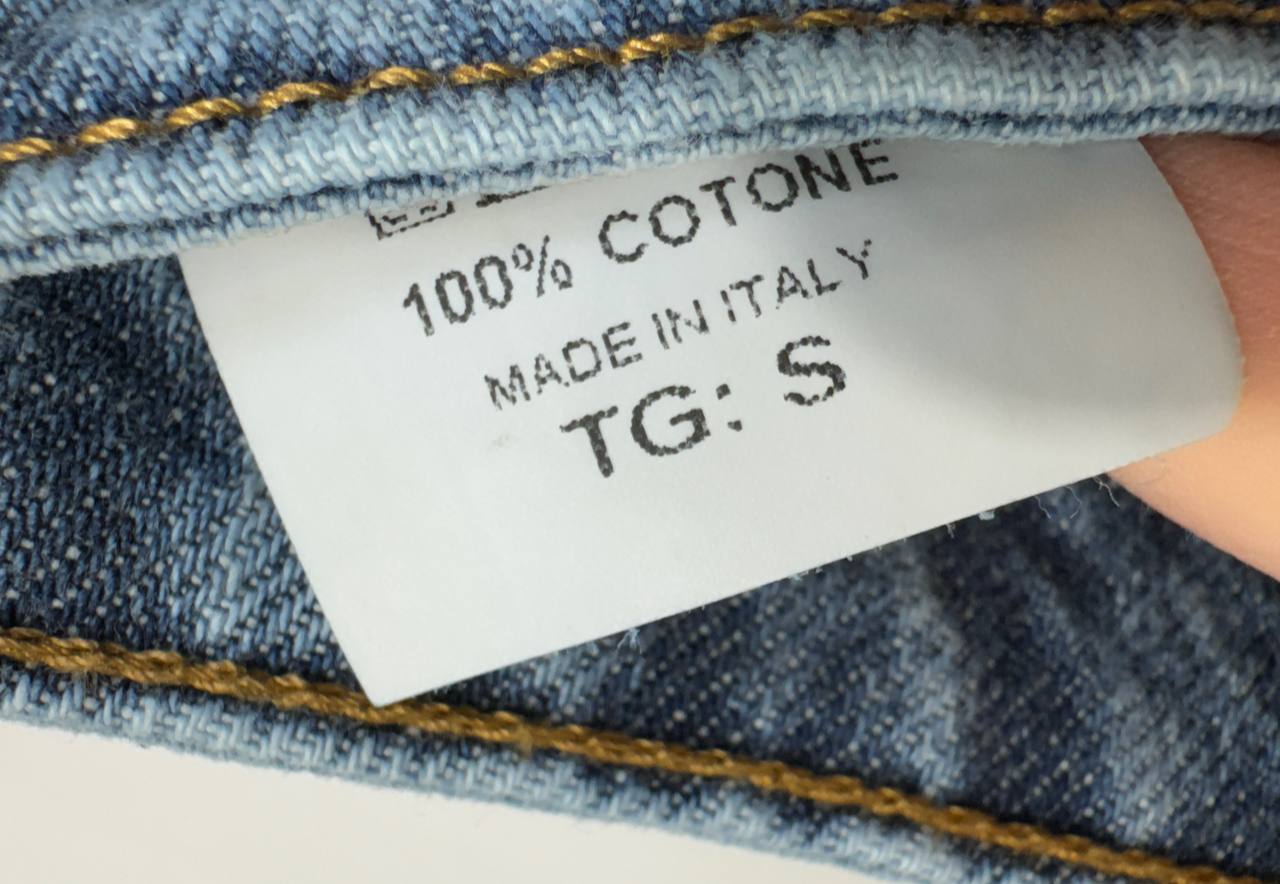 100% COTONE
MADE IN ITALY
TG: S